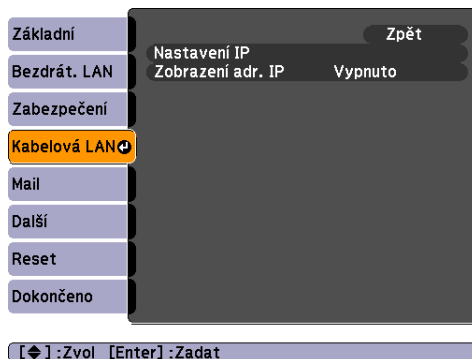 Základní
Bezdrát. LAN
Zabezpečení
Kabelová LAN
Mail
Další
Reset
Dokončeno
Zpět
Nastavení IP
Zobrazení adr. IP Vypnuto
[◆] :Zvol [Enter] :Zadat